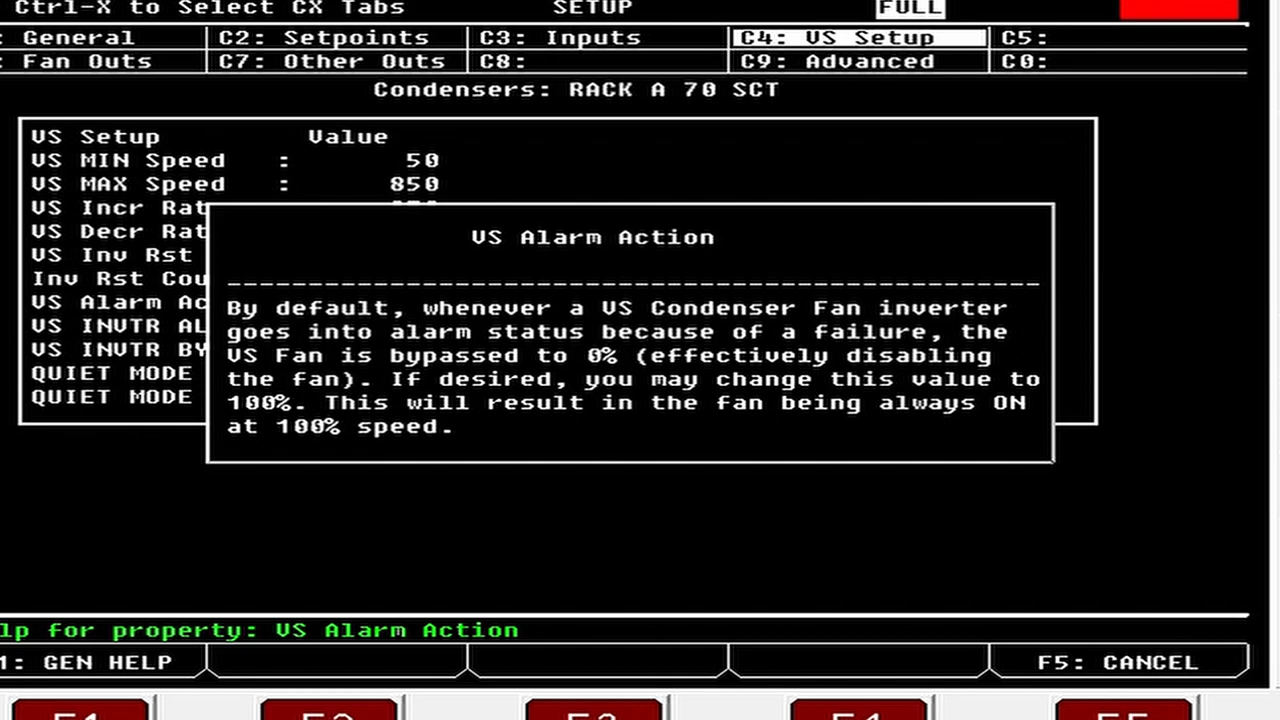 Ctrl-X to Select CX Tabs SETUP FULL
: General C2: Setpoints C3: Inputs C4: VS Setup C5:
: Fan Outs C7: Other Outs C8: C9: Advanced C0:
Condensers: RACK A 70 SCT
VS Setup Value
VS MIN Speed : 50
VS MAX Speed : 850
VS Incr Rat
VS Decr Rat
VS Inv Rst
Inv Rst Cou
VS Alarm Ac
VS INVTR AL
VS INVTR BY
QUIET MODE
QUIET MODE
VS Alarm Action
--------------------------------------------------
By default, whenever a VS Condenser Fan inverter
goes into alarm status because of a failure, the
VS Fan is bypassed to 0% (effectively disabling
the fan). If desired, you may change this value to
100%. This will result in the fan being always ON
at 100% speed.
lp for property: VS Alarm Action
1: GEN HELP F5: CANCEL
F1 F2 F3 F4 F5